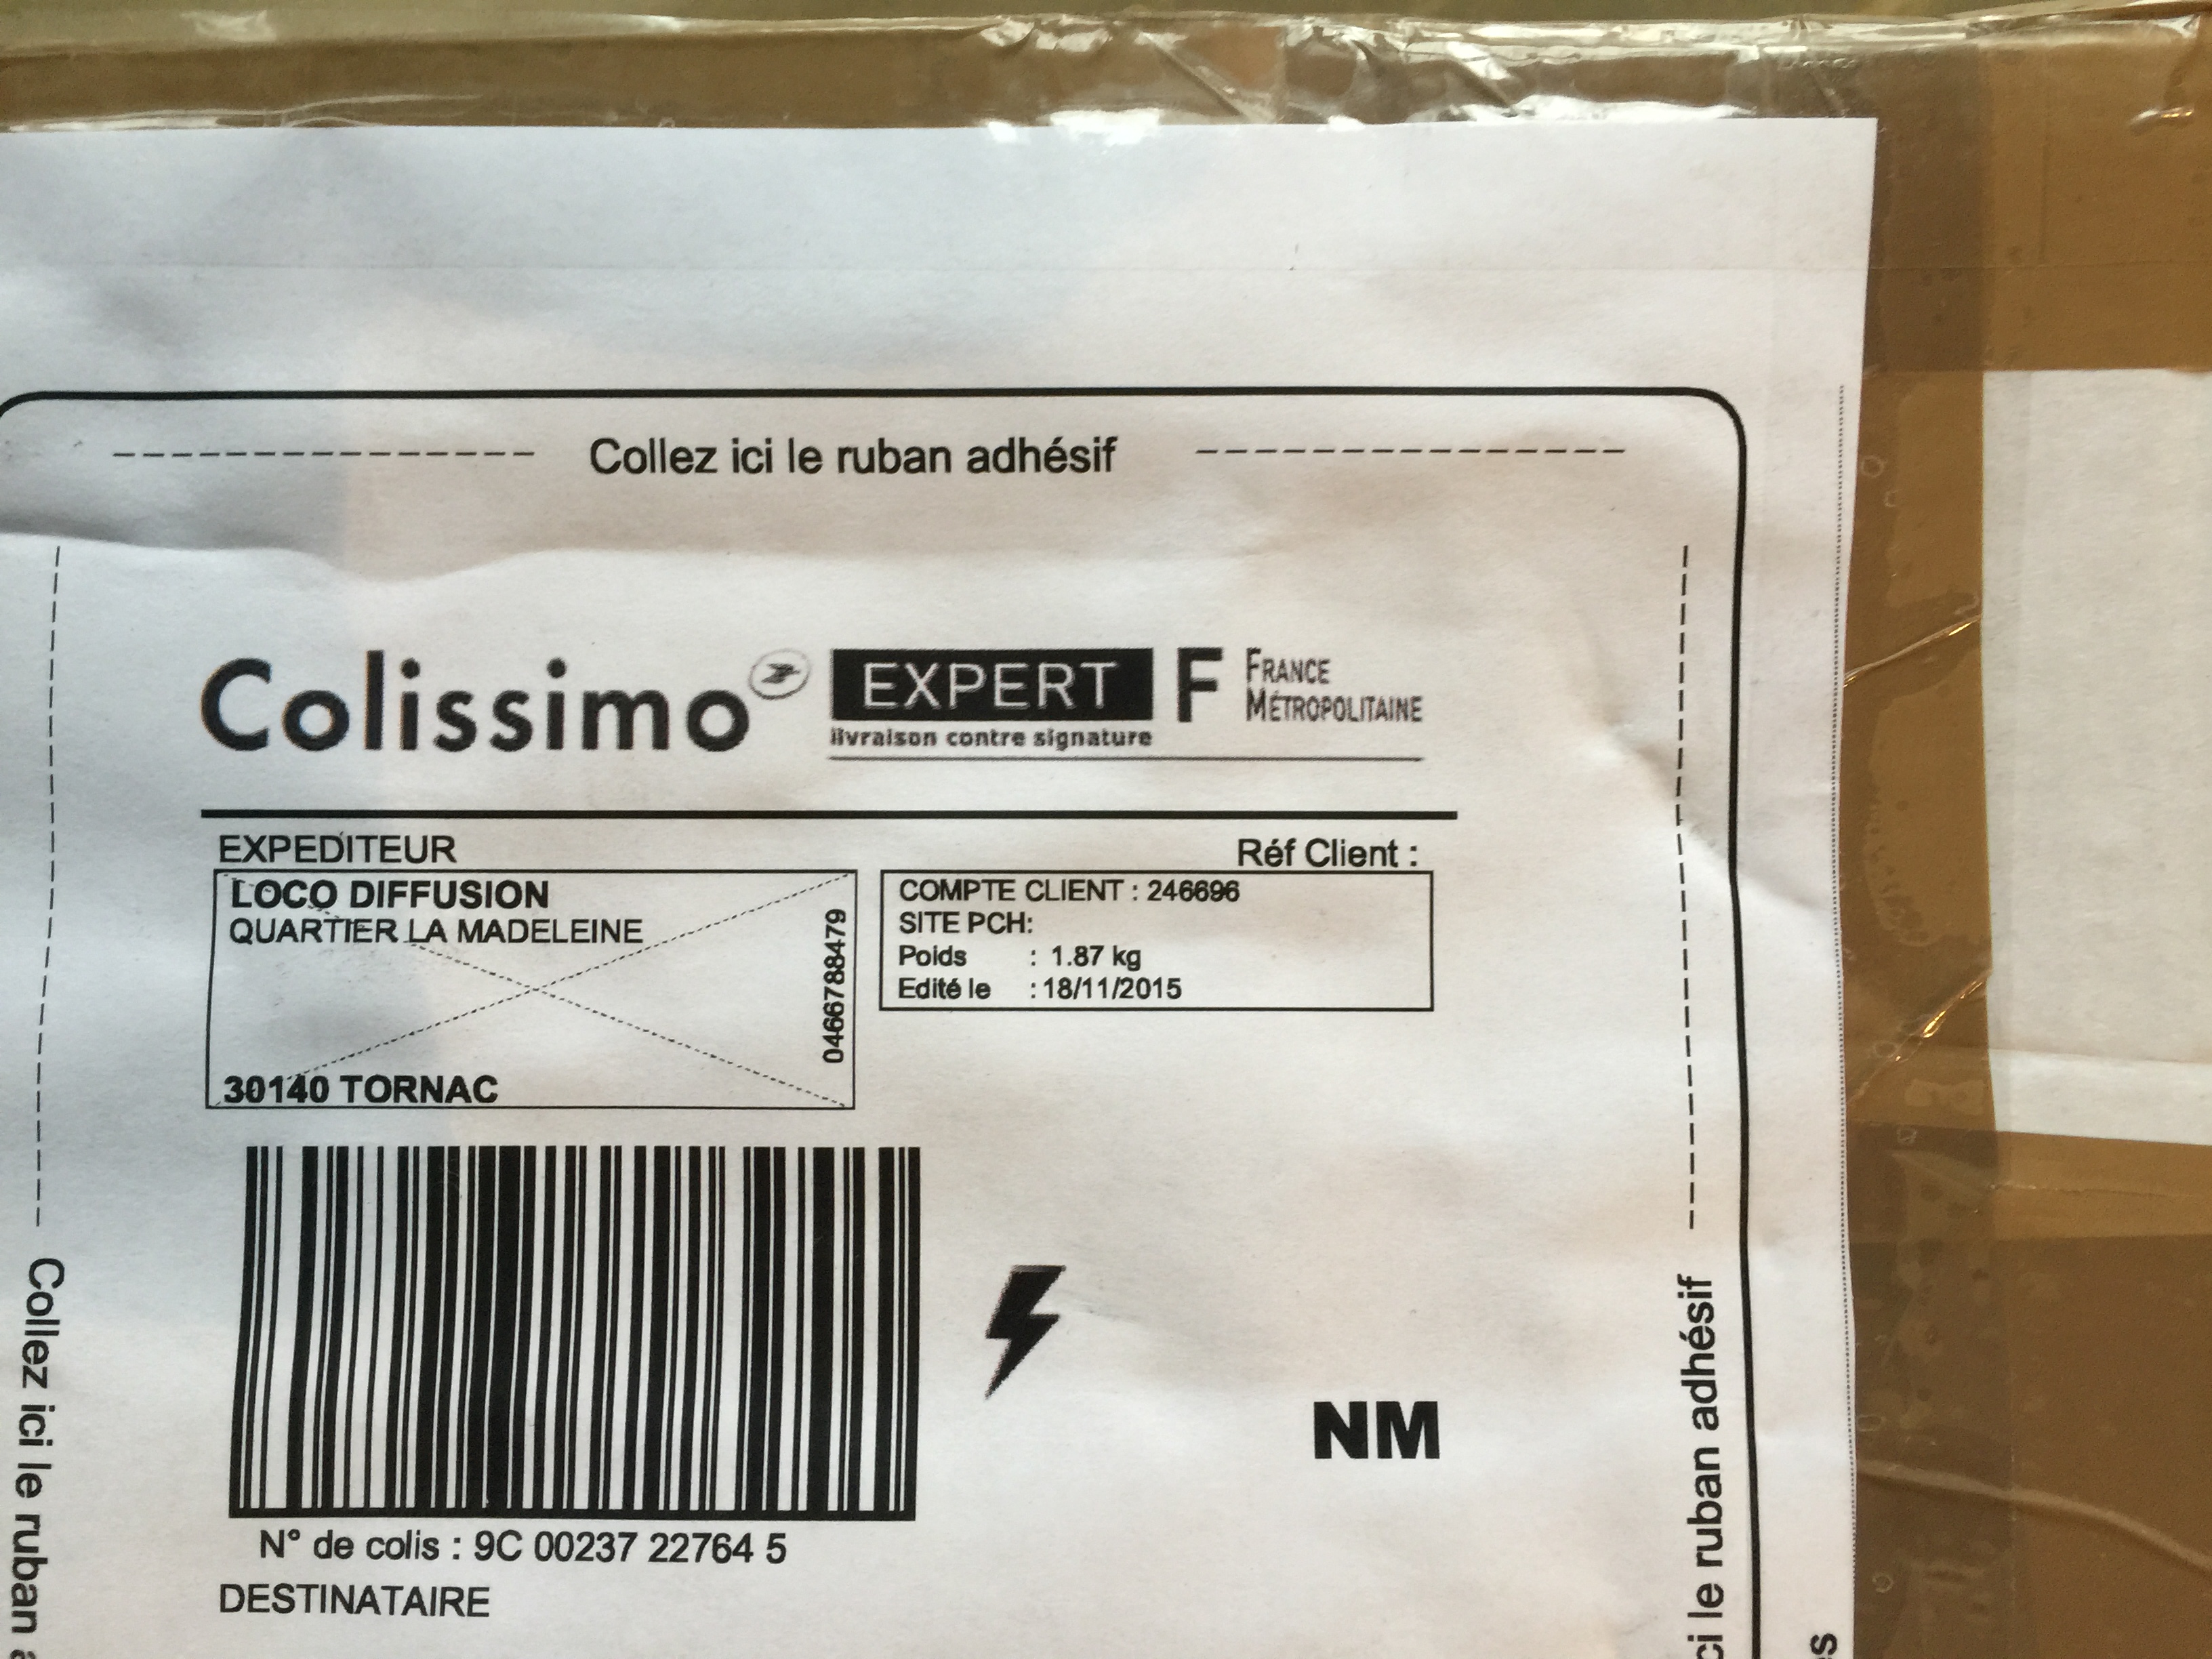 Collez ici le ruban adhésif
Colissimo EXPERT F FRANCE MÉTROPOLITAINE
livraison contre signature
EXPEDITEUR
Réf Client :
LOCO DIFFUSION
QUARTIER LA MADELEINE
30140 TORNAC
0466788479
COMPTE CLIENT : 246696
SITE PCH:
Poids : 1.87 kg
Edité le : 18/11/2015
NM
N° de colis : 9C 00237 22764 5
DESTINATAIRE
Collez ici le ruban
ci le ruban adhésif